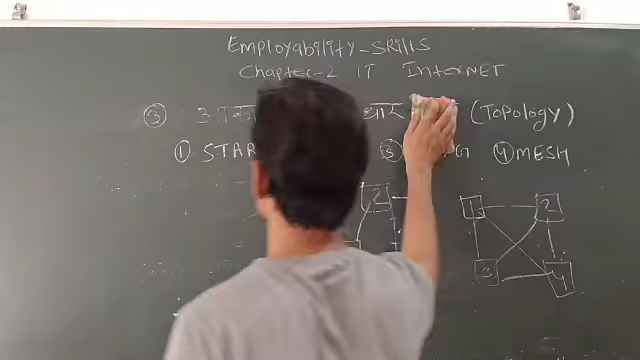 Employability-Skills
Chapter-2 IT InterNET
③ (Topology)
① STAR ③ G ④ MESH
2 1 2
3 4